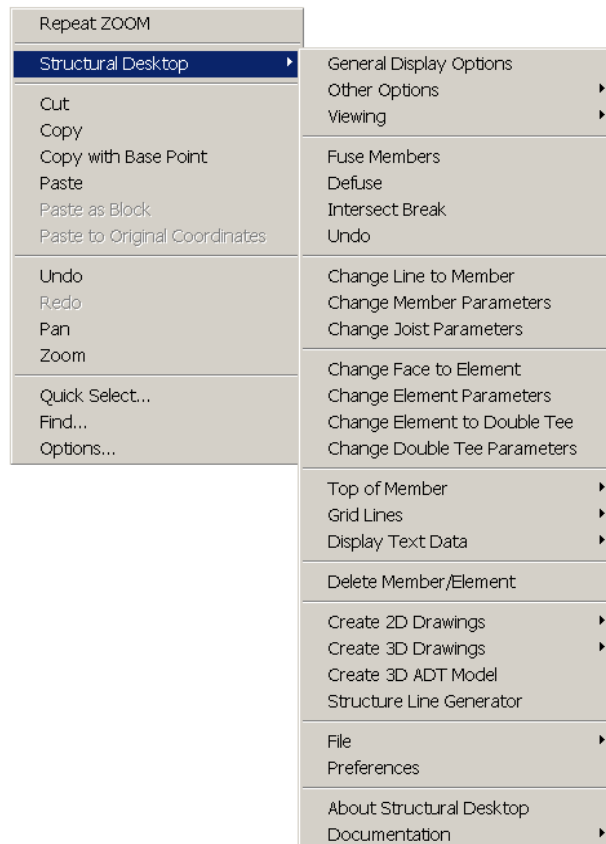 Repeat ZOOM
Structural Desktop
Cut
Copy
Copy with Base Point
Paste
Paste as Block
Paste to Original Coordinates
Undo
Redo
Pan
Zoom
Quick Select...
Find...
Options...
General Display Options
Other Options
Viewing
Fuse Members
Defuse
Intersect Break
Undo
Change Line to Member
Change Member Parameters
Change Joist Parameters
Change Face to Element
Change Element Parameters
Change Element to Double Tee
Change Double Tee Parameters
Top of Member
Grid Lines
Display Text Data
Delete Member/Element
Create 2D Drawings
Create 3D Drawings
Create 3D ADT Model
Structure Line Generator
File
Preferences
About Structural Desktop
Documentation